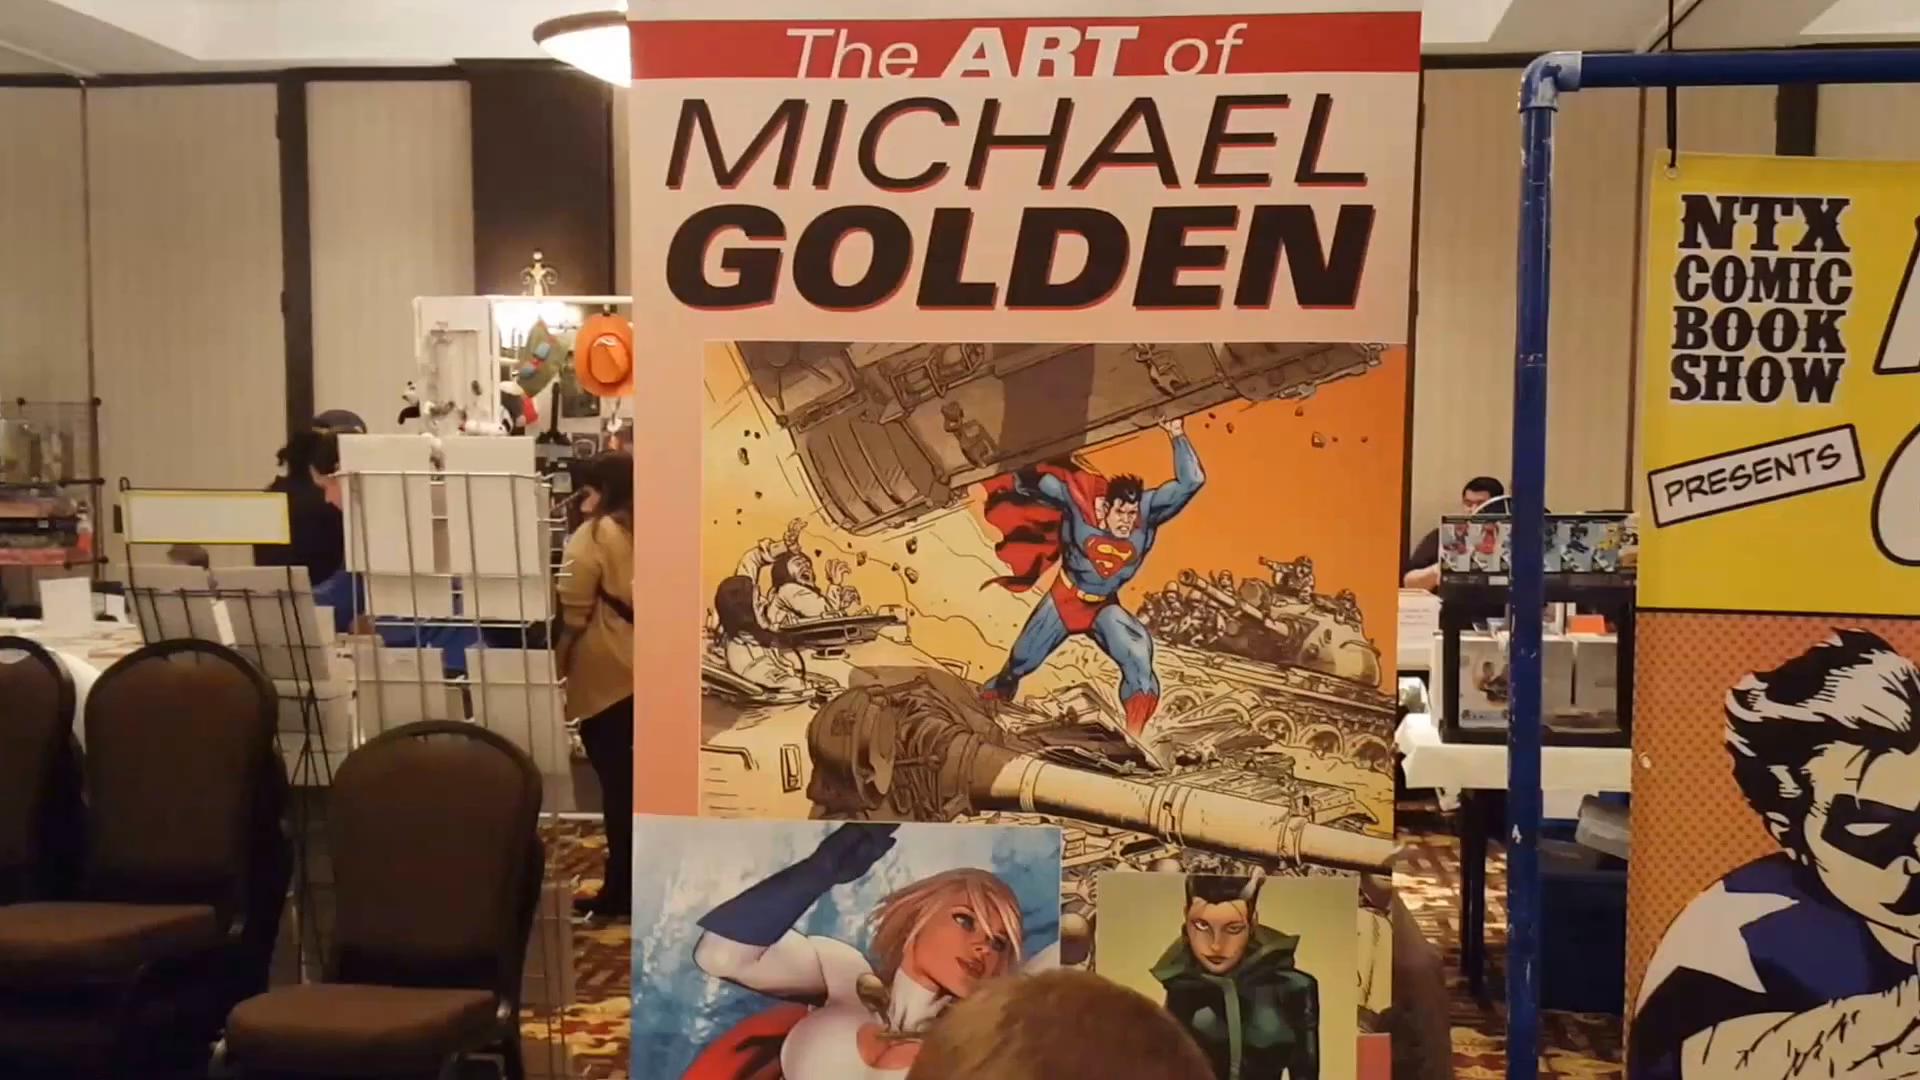 The ART of
MICHAEL
GOLDEN
NTX
COMIC
BOOK
SHOW
PRESENTS